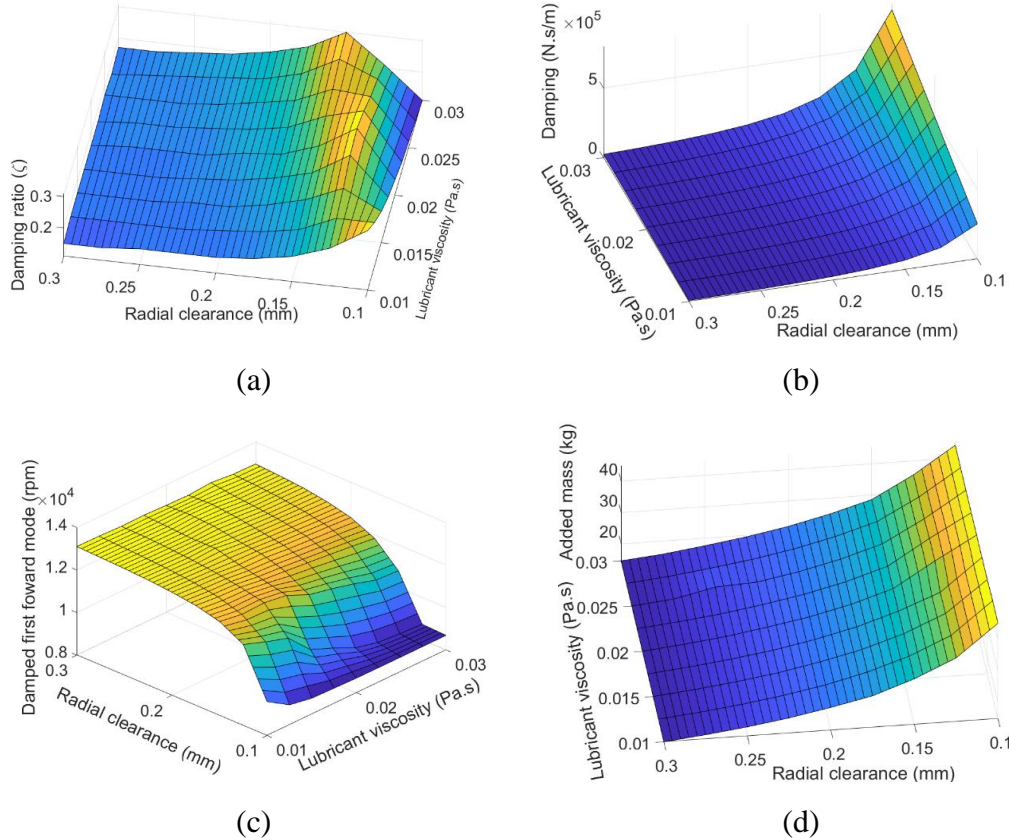 0.03
0.025
0.02
0.015
0.01
Lubricant viscosity (Pa.s)
Damping ratio (ζ)
0.3
0.2
0.3
0.25
0.2
0.15
0.1
Radial clearance (mm)
(a)
×10⁵
Damping (N.s/m)
5
0
0.03
0.02
0.01
Lubricant viscosity (Pa.s)
0.3
0.25
0.2
0.15
0.1
Radial clearance (mm)
(b)
Damped first foward mode (rpm)
×10⁴
1.4
1.2
1
0.8
0.3
0.2
0.1
Radial clearance (mm)
0.01
0.02
0.03
Lubricant viscosity (Pa.s)
(c)
Added mass (kg)
40
30
20
0.03
0.025
0.02
0.015
0.01
Lubricant viscosity (Pa.s)
0.3
0.25
0.2
0.15
0.1
Radial clearance (mm)
(d)